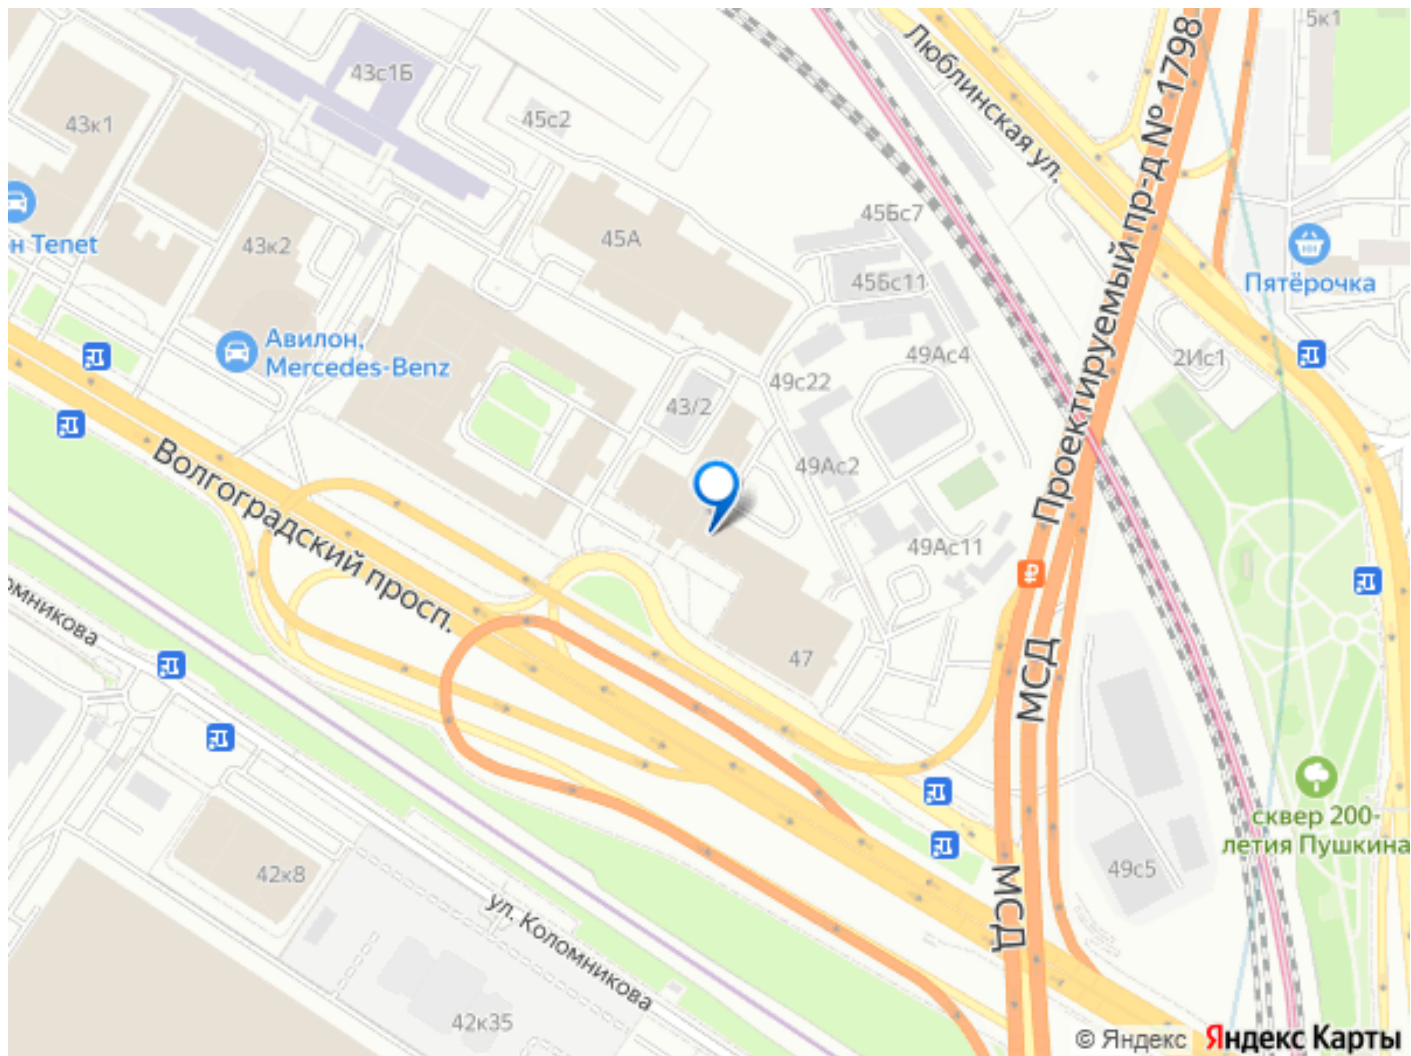 5к1
43с1Б
Люблинская ул.
Проектируемый пр-д № 1798
43к1
45с2
45Бс7
45А
43к2
н Tenet
45Бс11
Пятёрочка
Авилон,
Mercedes-Benz
49Ас4
2Ис1
49с22
43/2
49Ас2
Волгоградский просп.
49Ас11
омникова
47
МСД
сквер 200-
летия Пушкина
МСД
49с5
42к8
ул. Коломникова
42к35
© Яндекс Яндекс Карты